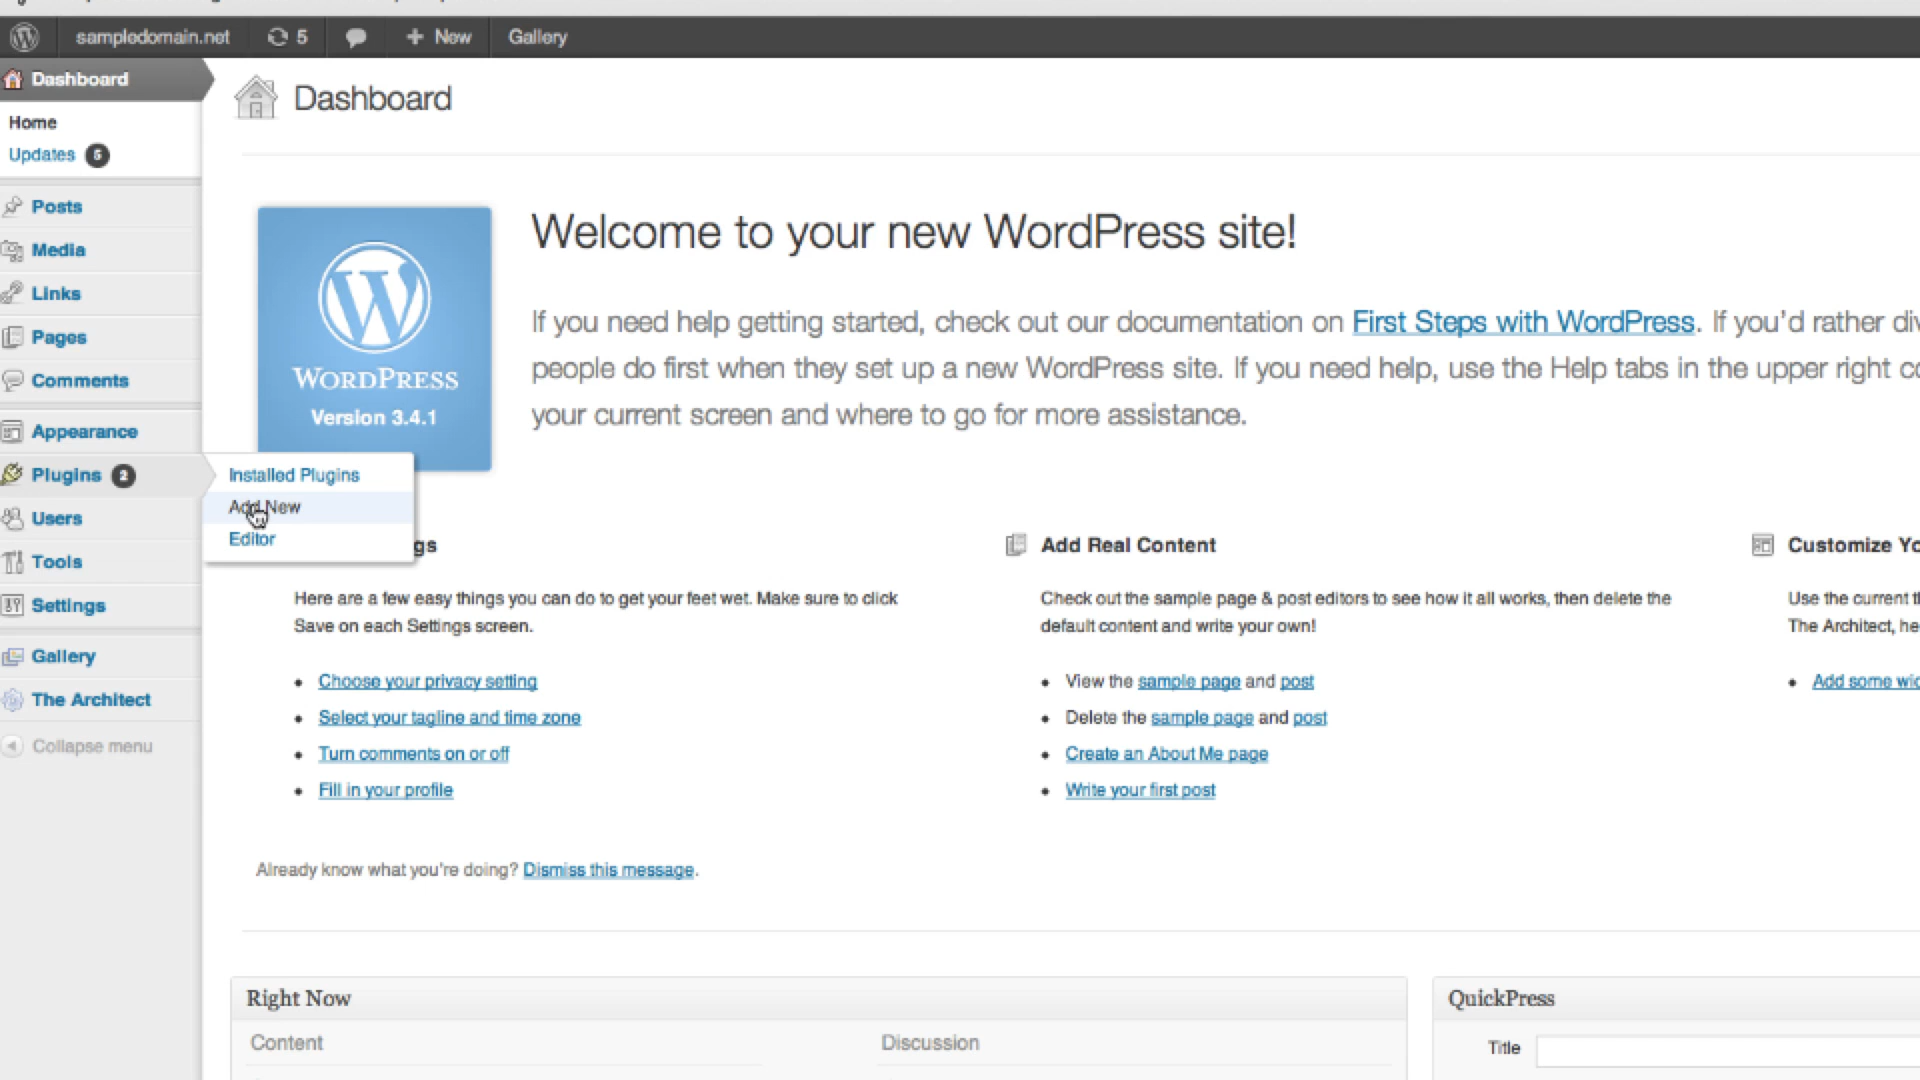 sampledomain.net 5 + New Gallery
Dashboard
Home
Updates 5
Posts
Media
Links
Pages
Comments
Appearance
Plugins 2
Users
Tools
Settings
Gallery
The Architect
Collapse menu
Installed Plugins
Add New
Editor
Dashboard
WORDPRESS
Version 3.4.1
Welcome to your new WordPress site!
If you need help getting started, check out our documentation on First Steps with WordPress. If you'd rather
people do first when they set up a new WordPress site. If you need help, use the Help tabs in the upper right
your current screen and where to go for more assistance.
gs
Here are a few easy things you can do to get your feet wet. Make sure to click
Save on each Settings screen.
• Choose your privacy setting
• Select your tagline and time zone
• Turn comments on or off
• Fill in your profile
Add Real Content
Check out the sample page & post editors to see how it all works, then delete the
default content and write your own!
• View the sample page and post
• Delete the sample page and post
• Create an About Me page
• Write your first post
Customize
Use the current
The Architect,
• Add some
Already know what you're doing? Dismiss this message.
Right Now
Content
Discussion
QuickPress
Title